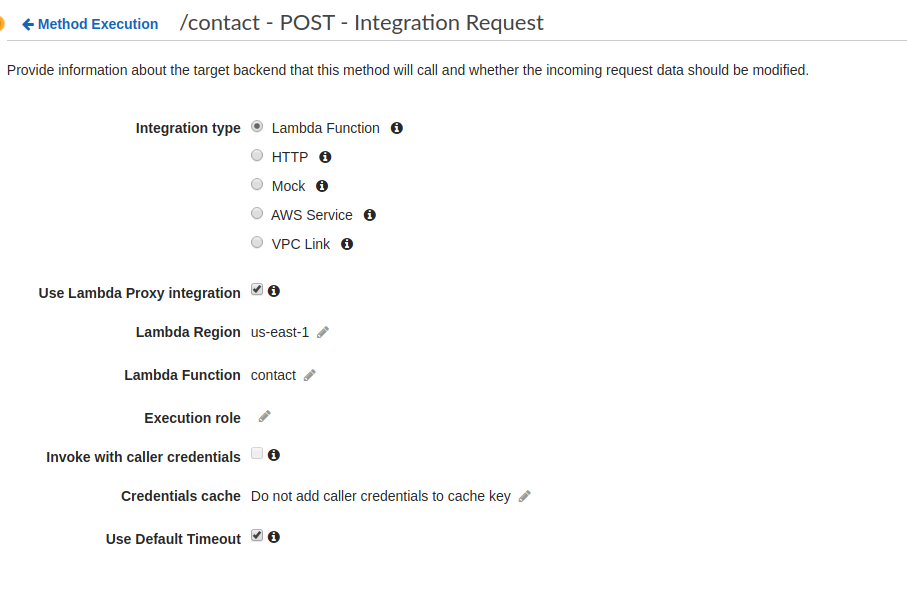 Method Execution /contact - POST - Integration Request
Provide information about the target backend that this method will call and whether the incoming request data should be modified.
Integration type Lambda Function
HTTP
Mock
AWS Service
VPC Link
Use Lambda Proxy integration
Lambda Region us-east-1
Lambda Function contact
Execution role
Invoke with caller credentials
Credentials cache Do not add caller credentials to cache key
Use Default Timeout